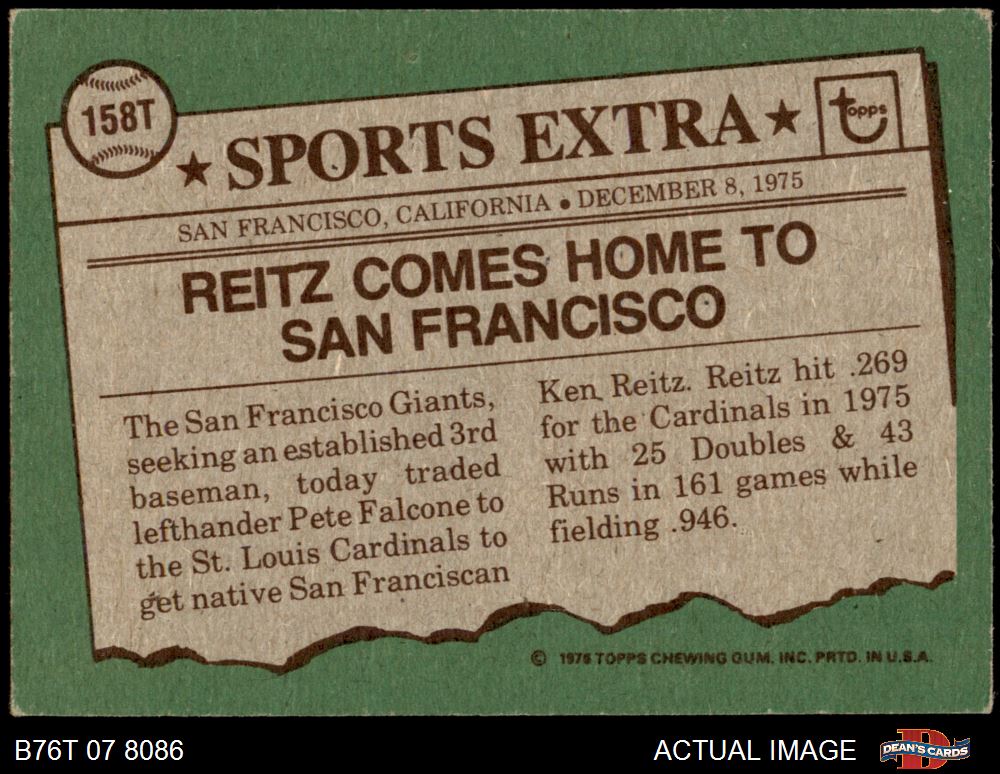 158T
★ SPORTS EXTRA ★
topps
SAN FRANCISCO, CALIFORNIA • DECEMBER 8, 1975
REITZ COMES HOME TO
SAN FRANCISCO
The San Francisco Giants,
seeking an established 3rd
baseman, today traded
lefthander Pete Falcone to
the St. Louis Cardinals to
get native San Franciscan
Ken Reitz. Reitz hit .269
for the Cardinals in 1975
with 25 Doubles & 43
Runs in 161 games while
fielding .946.
© 1976 TOPPS CHEWING GUM, INC. PRTD. IN U.S.A.
B76T 07 8086
ACTUAL IMAGE
DEAN'S CARDS